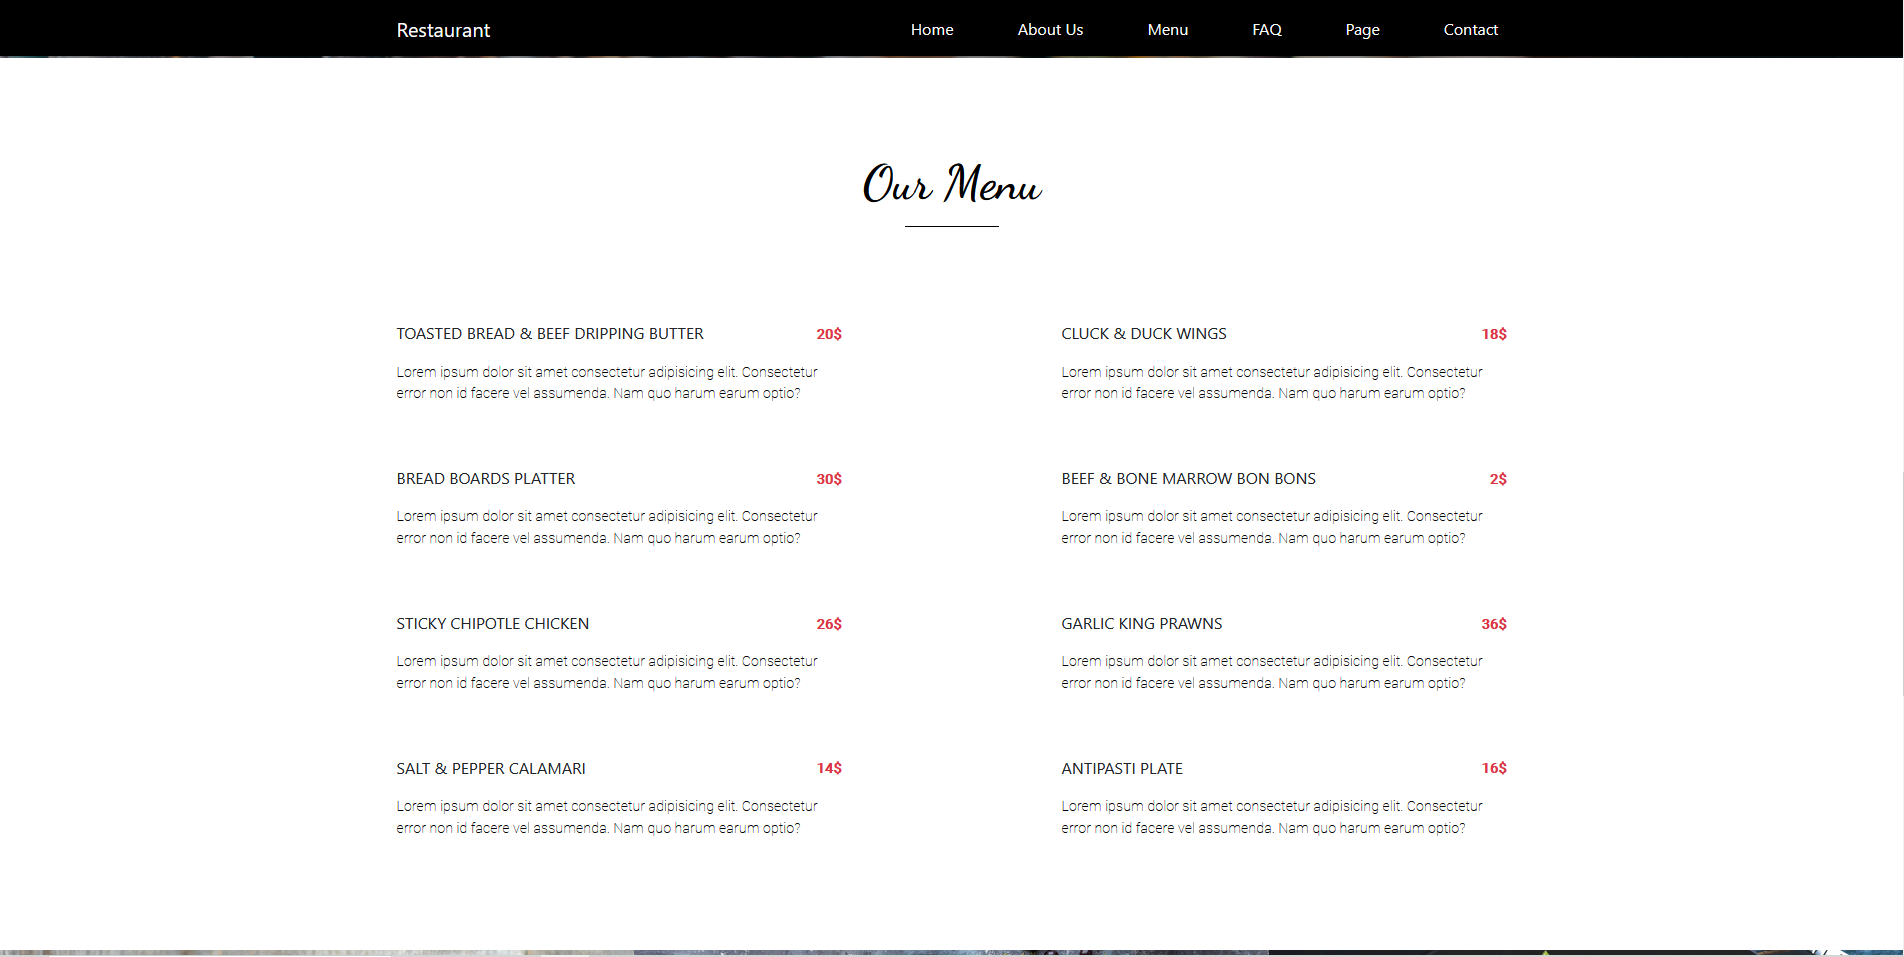 Restaurant
Home About Us Menu FAQ Page Contact
Our Menu
TOASTED BREAD & BEEF DRIPPING BUTTER 20$
Lorem ipsum dolor sit amet consectetur adipisicing elit. Consectetur
error non id facere vel assumenda. Nam quo harum earum optio?
CLUCK & DUCK WINGS 18$
Lorem ipsum dolor sit amet consectetur adipisicing elit. Consectetur
error non id facere vel assumenda. Nam quo harum earum optio?
BREAD BOARDS PLATTER 30$
Lorem ipsum dolor sit amet consectetur adipisicing elit. Consectetur
error non id facere vel assumenda. Nam quo harum earum optio?
BEEF & BONE MARROW BON BONS 2$
Lorem ipsum dolor sit amet consectetur adipisicing elit. Consectetur
error non id facere vel assumenda. Nam quo harum earum optio?
STICKY CHIPOTLE CHICKEN 26$
Lorem ipsum dolor sit amet consectetur adipisicing elit. Consectetur
error non id facere vel assumenda. Nam quo harum earum optio?
GARLIC KING PRAWNS 36$
Lorem ipsum dolor sit amet consectetur adipisicing elit. Consectetur
error non id facere vel assumenda. Nam quo harum earum optio?
SALT & PEPPER CALAMARI 14$
Lorem ipsum dolor sit amet consectetur adipisicing elit. Consectetur
error non id facere vel assumenda. Nam quo harum earum optio?
ANTIPASTI PLATE 16$
Lorem ipsum dolor sit amet consectetur adipisicing elit. Consectetur
error non id facere vel assumenda. Nam quo harum earum optio?